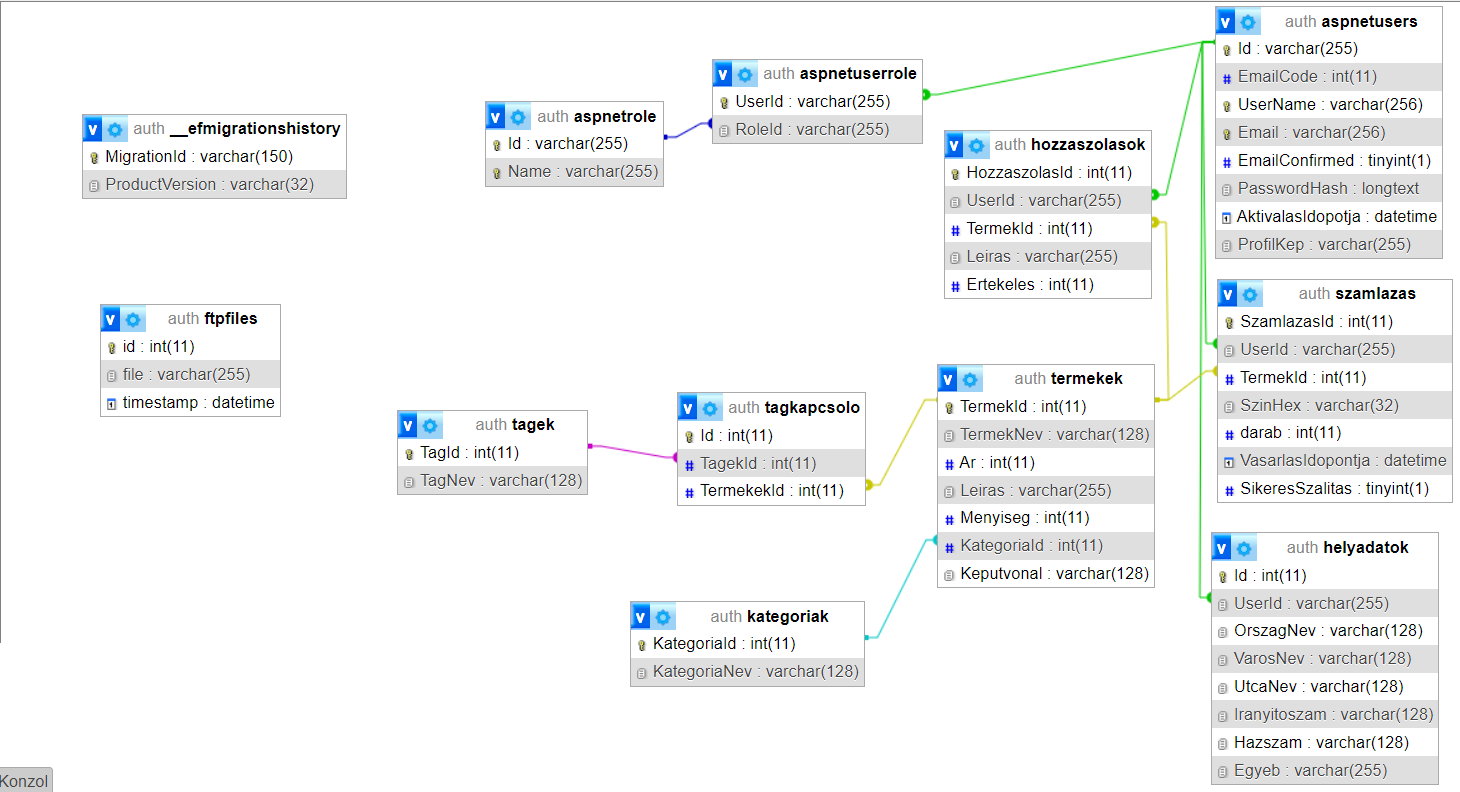 auth __efmigrationshistory
MigrationId : varchar(150)
ProductVersion : varchar(32)
auth aspnetrole
Id : varchar(255)
Name : varchar(255)
auth aspnetuserrole
UserId : varchar(255)
RoleId : varchar(255)
auth hozzaszolasok
HozzaszolasId : int(11)
UserId : varchar(255)
TermekId : int(11)
Leiras : varchar(255)
Ertekeles : int(11)
auth aspnetusers
Id : varchar(255)
EmailCode : int(11)
UserName : varchar(256)
Email : varchar(256)
EmailConfirmed : tinyint(1)
PasswordHash : longtext
AktivalasIdopotja : datetime
ProfilKep : varchar(255)
auth ftpfiles
id : int(11)
file : varchar(255)
timestamp : datetime
auth tagek
TagId : int(11)
TagNev : varchar(128)
auth tagkapcsolo
Id : int(11)
TagekId : int(11)
TermekekId : int(11)
auth termekek
TermekId : int(11)
TermekNev : varchar(128)
Ar : int(11)
Leiras : varchar(255)
Menyiseg : int(11)
KategoriaId : int(11)
Keputvonal : varchar(128)
auth szamlazas
SzamlazasId : int(11)
UserId : varchar(255)
TermekId : int(11)
SzinHex : varchar(32)
darab : int(11)
VasarlasIdopontja : datetime
SikeresSzalitas : tinyint(1)
auth kategoriak
KategoriaId : int(11)
KategoriaNev : varchar(128)
auth helyadatok
Id : int(11)
UserId : varchar(255)
OrszagNev : varchar(128)
VarosNev : varchar(128)
UtcaNev : varchar(128)
Iranyitoszam : varchar(128)
Hazszam : varchar(128)
Egyeb : varchar(255)
Konzol